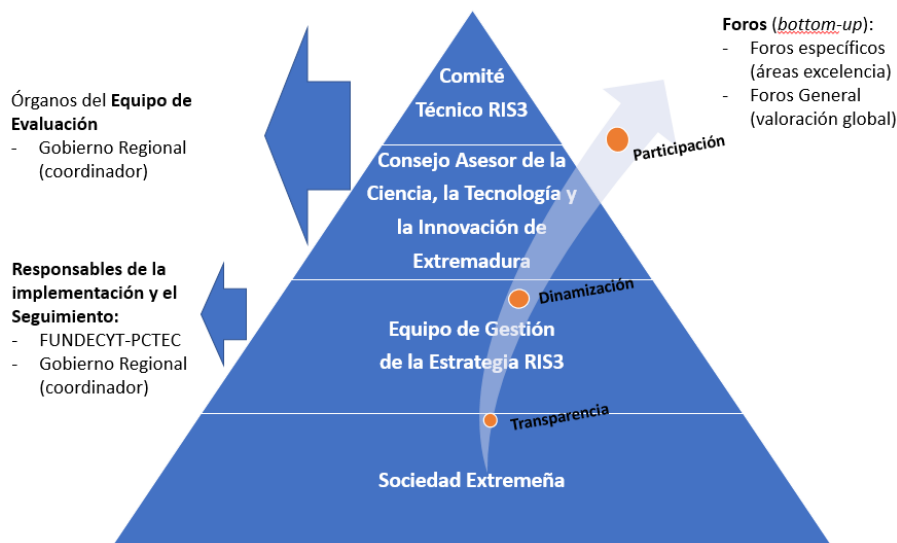 Comité
Técnico RIS3
Consejo Asesor de la
Ciencia, la Tecnología y
la Innovación de
Extremadura
Equipo de Gestión
de la Estrategia RIS3
Sociedad Extremeña
Órganos del Equipo de
Evaluación
- Gobierno Regional
(coordinador)
Responsables de la
implementación y el
Seguimiento:
- FUNDECYT-PCTEC
- Gobierno Regional
(coordinador)
Foros (bottom-up):
- Foros específicos
(áreas excelencia)
- Foros General
(valoración global)
Participación
Dinamización
Transparencia